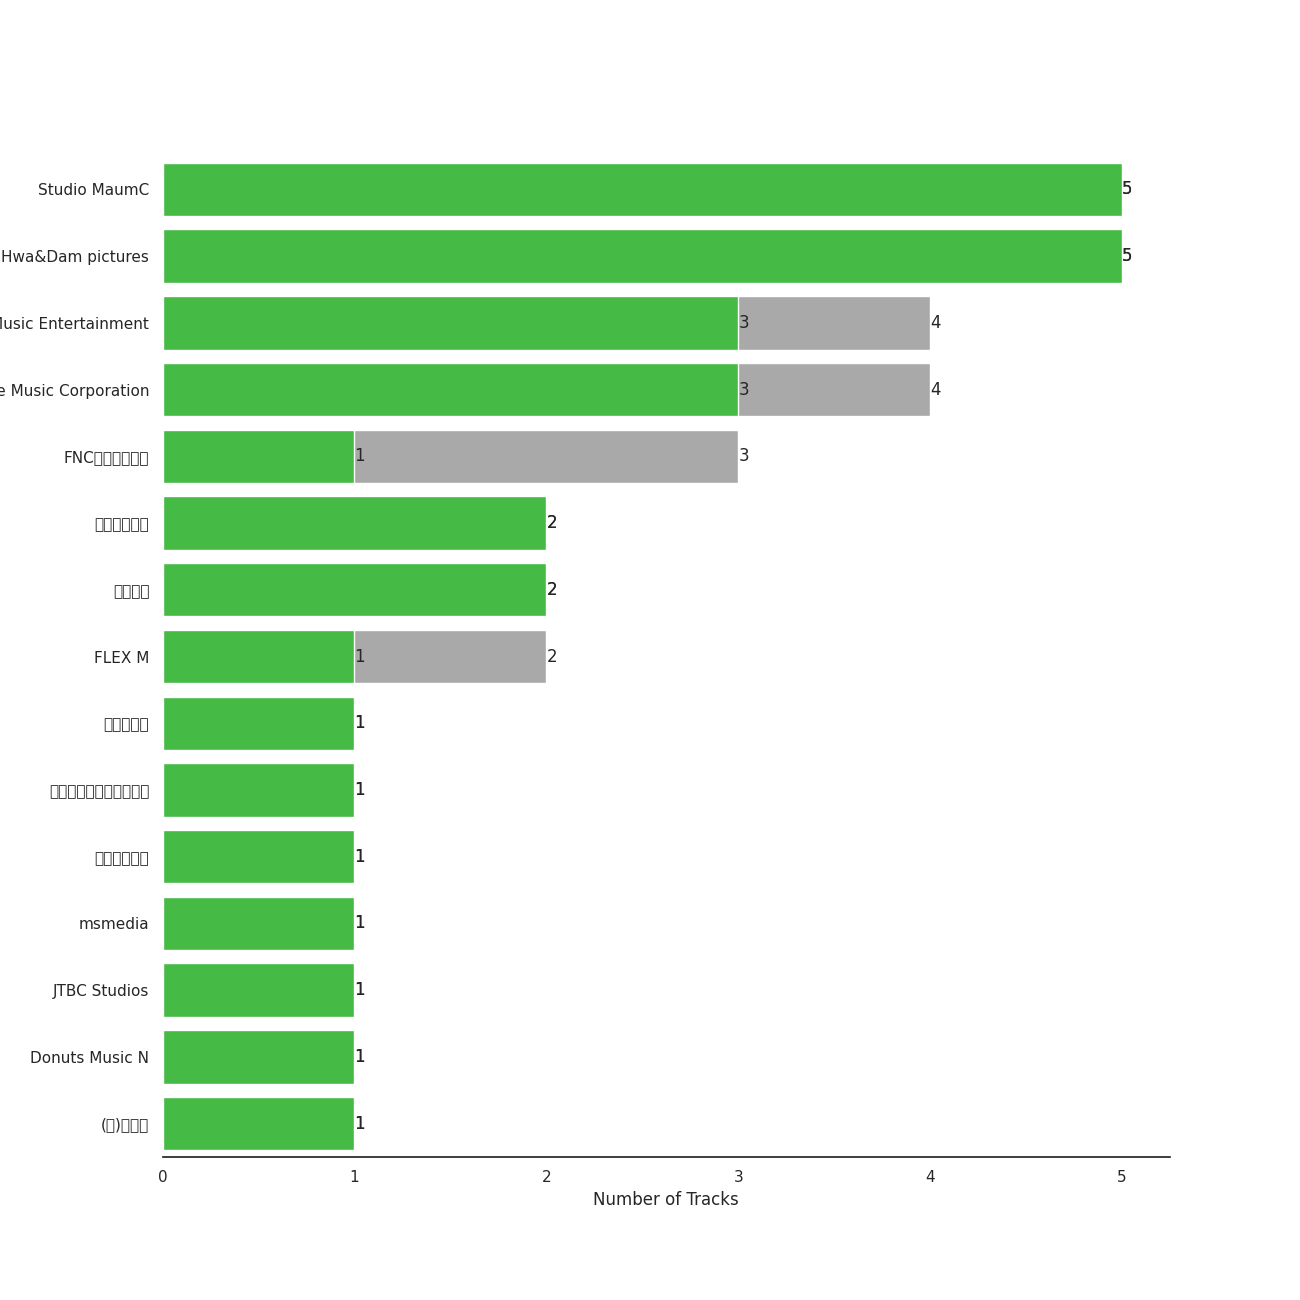 Studio MaumC
5
Hwa&Dam pictures
5
Music Entertainment
3
4
Music Corporation
3
4
FNC
1
3
2
2
FLEX M
1
2
1
1
1
msmedia
1
JTBC Studios
1
Donuts Music N
1
1
0
1
2
3
4
5
Number of Tracks